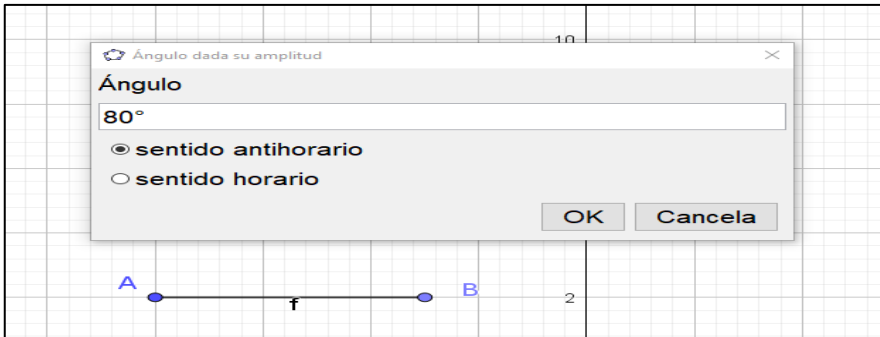 10
Ángulo dada su amplitud
Ángulo
80°
sentido antihorario
sentido horario
OK Cancela
A
B
f
2